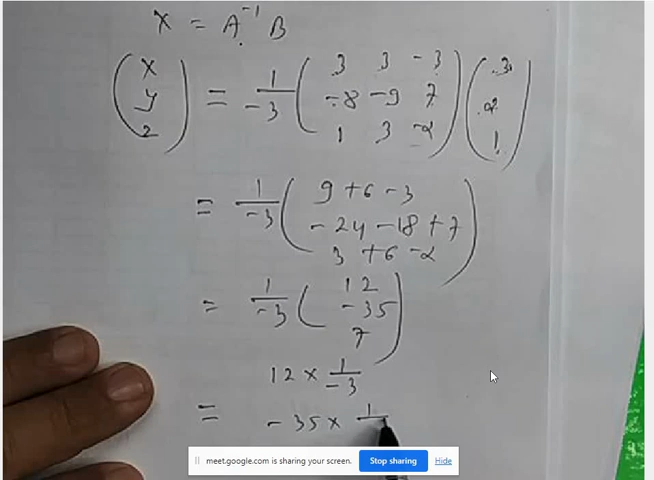 X = A⁻¹ B
(x y z) = 1/-3 (3 3 -3 -8 -9 7 1 3 -2) (3 2 1)
= 1/-3 (9 + 6 - 3
- 24 - 18 + 7
3 + 6 - 2)
= 1/-3 (12
-35
7)
12 × 1/-3
= - 35 × 1/
meet.google.com is sharing your screen. Stop sharing Hide